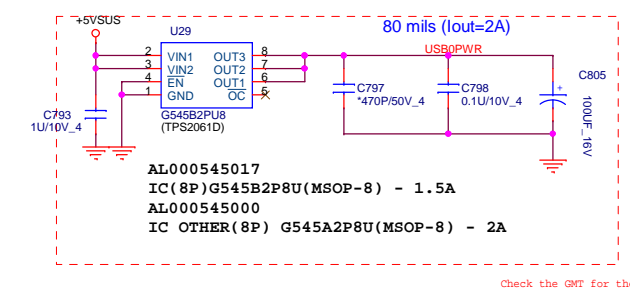 +5VSUS
U29
80 mils (Iout=2A)
USB0PWR
2 VIN1 OUT3 8
3 VIN2 OUT2 7
4 EN OUT1 6
1 GND OC 5
G545B2PU8
(TPS2061D)
C793
1U/10V_4
C797
*470P/50V_4
C798
0.1U/10V_4
C805
+
100UF_16V
AL000545017
IC(8P)G545B2P8U(MSOP-8) - 1.5A
AL000545000
IC OTHER(8P) G545A2P8U(MSOP-8) - 2A
Check the GMT for the